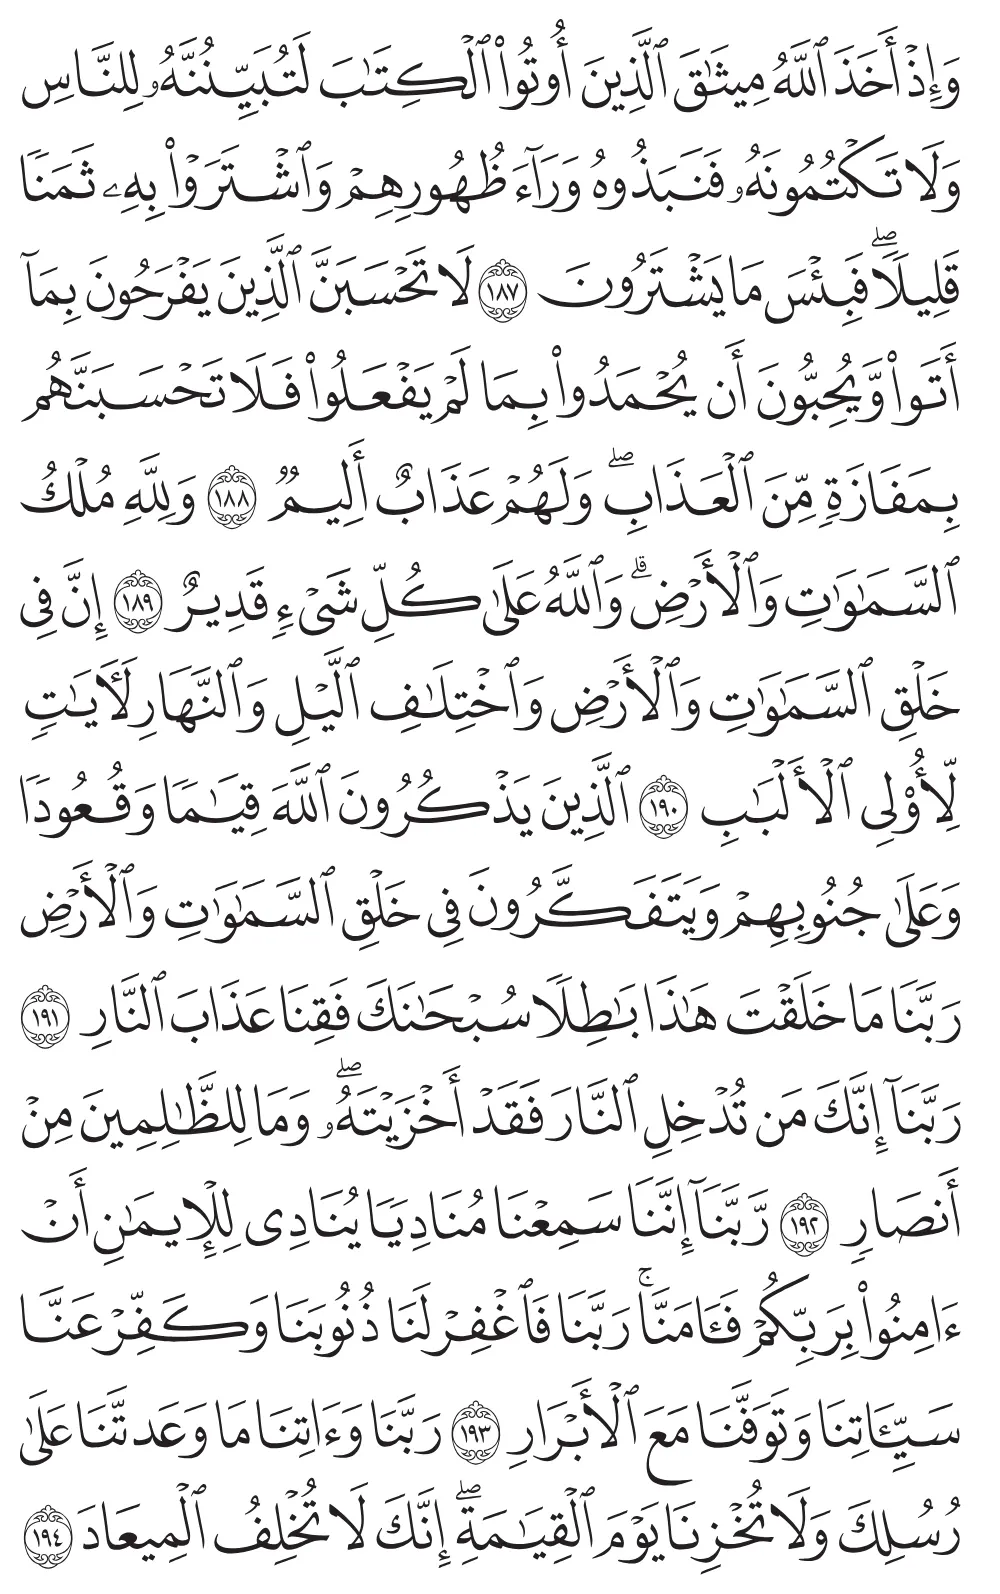 وَإِذْ أَخَذَ ٱللَّهُ مِيثَٰقَ ٱلَّذِينَ أُوتُوا۟ ٱلْكِتَٰبَ لَتُبَيِّنُنَّهُۥ لِلنَّاسِ
وَلَا تَكْتُمُونَهُۥ فَنَبَذُوهُ وَرَآءَ ظُهُورِهِمْ وَٱشْتَرَوْا۟ بِهِۦ ثَمَنًا
قَلِيلًا ۖ فَبِئْسَ مَا يَشْتَرُونَ ١٨٧ لَا تَحْسَبَنَّ ٱلَّذِينَ يَفْرَحُونَ بِمَآ
أَتَوا۟ وَّيُحِبُّونَ أَن يُحْمَدُوا۟ بِمَا لَمْ يَفْعَلُوا۟ فَلَا تَحْسَبَنَّهُم
بِمَفَازَةٍ مِّنَ ٱلْعَذَابِ ۖ وَلَهُمْ عَذَابٌ أَلِيمٌ ١٨٨ وَلِلَّهِ مُلْكُ
ٱلسَّمَٰوَٰتِ وَٱلْأَرْضِ ۗ وَٱللَّهُ عَلَىٰ كُلِّ شَىْءٍ قَدِيرٌ ١٨٩ إِنَّ فِى
خَلْقِ ٱلسَّمَٰوَٰتِ وَٱلْأَرْضِ وَٱخْتِلَٰفِ ٱلَّيْلِ وَٱلنَّهَارِ لَءَايَٰتٍ
لِّأُو۟لِى ٱلْأَلْبَٰبِ ١٩٠ ٱلَّذِينَ يَذْكُرُونَ ٱللَّهَ قِيَٰمًا وَقُعُودًا
وَعَلَىٰ جُنُوبِهِمْ وَيَتَفَكَّرُونَ فِى خَلْقِ ٱلسَّمَٰوَٰتِ وَٱلْأَرْضِ
رَبَّنَا مَا خَلَقْتَ هَٰذَا بَٰطِلًا سُبْحَٰنَكَ فَقِنَا عَذَابَ ٱلنَّارِ ١٩١
رَبَّنَآ إِنَّكَ مَن تُدْخِلِ ٱلنَّارَ فَقَدْ أَخْزَيْتَهُۥ ۖ وَمَا لِلظَّٰلِمِينَ مِنْ
أَنصَارٍ ١٩٢ رَّبَّنَآ إِنَّنَا سَمِعْنَا مُنَادِيًا يُنَادِى لِلْإِيمَٰنِ أَنْ
ءَامِنُوا۟ بِرَبِّكُمْ فَـَٔامَنَّا ۚ رَبَّنَا فَٱغْفِرْ لَنَا ذُنُوبَنَا وَكَفِّرْ عَنَّا
سَيِّـَٔاتِنَا وَتَوَفَّنَا مَعَ ٱلْأَبْرَارِ ١٩٣ رَبَّنَا وَءَاتِنَا مَا وَعَدتَّنَا عَلَىٰ
رُسُلِكَ وَلَا تُخْزِنَا يَوْمَ ٱلْقِيَٰمَةِ ۖ إِنَّكَ لَا تُخْلِفُ ٱلْمِيعَادَ ١٩٤